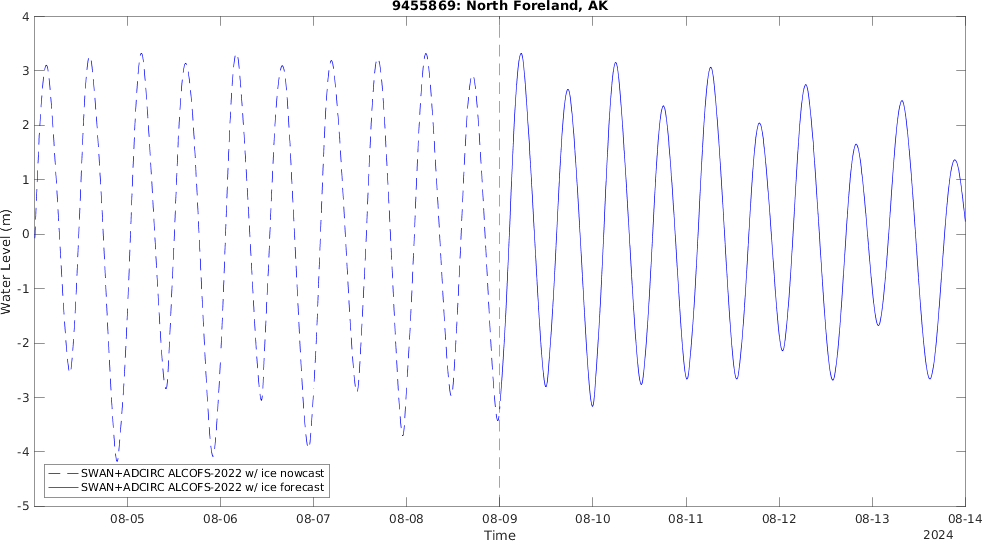 9455869: North Foreland, AK
4
3
2
1
0
-1
-2
-3
-4
-5
Water Level (m)
SWAN+ADCIRC ALCOFS-2022 w/ ice nowcast
SWAN+ADCIRC ALCOFS-2022 w/ ice forecast
08-05 08-06 08-07 08-08 08-09 08-10 08-11 08-12 08-13 08-14
Time
2024